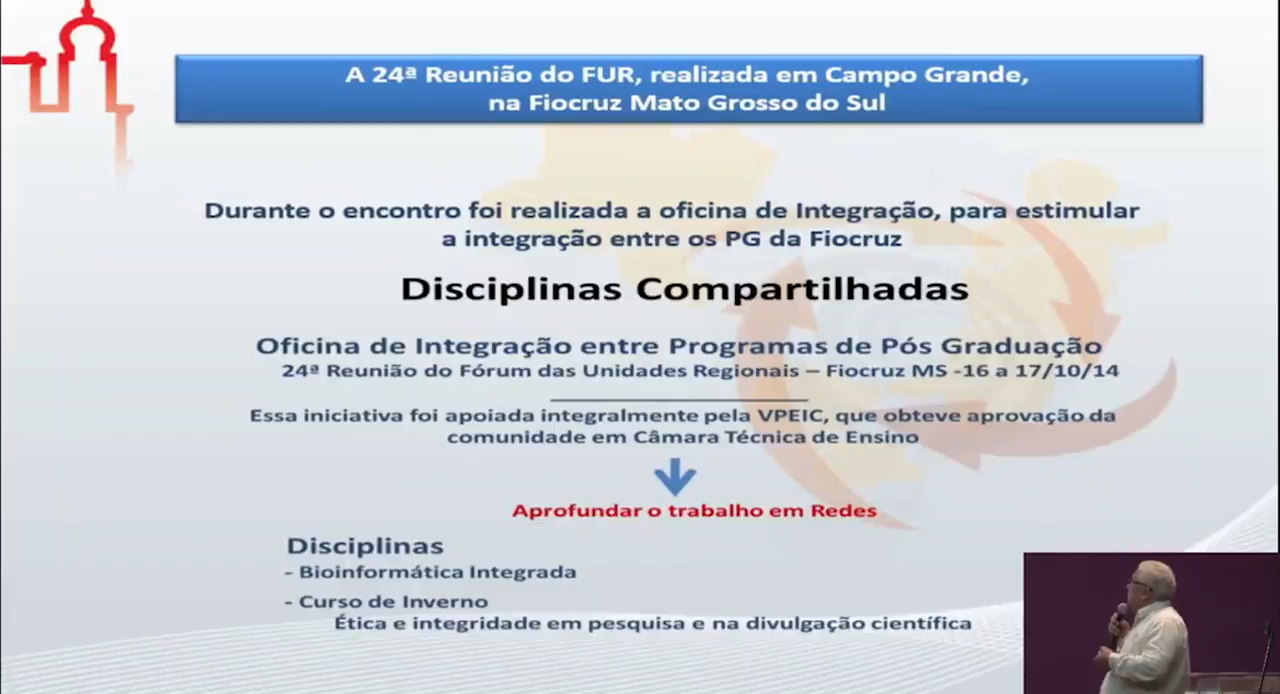 A 24ª Reunião do FUR, realizada em Campo Grande,
na Fiocruz Mato Grosso do Sul
Durante o encontro foi realizada a oficina de Integração, para estimular
a integração entre os PG da Fiocruz
Disciplinas Compartilhadas
Oficina de Integração entre Programas de Pós Graduação
24ª Reunião do Fórum das Unidades Regionais – Fiocruz MS -16 a 17/10/14
Essa iniciativa foi apoiada integralmente pela VPEIC, que obteve aprovação da
comunidade em Câmara Técnica de Ensino
Aprofundar o trabalho em Redes
Disciplinas
- Bioinformática Integrada
- Curso de Inverno
Ética e integridade em pesquisa e na divulgação científica